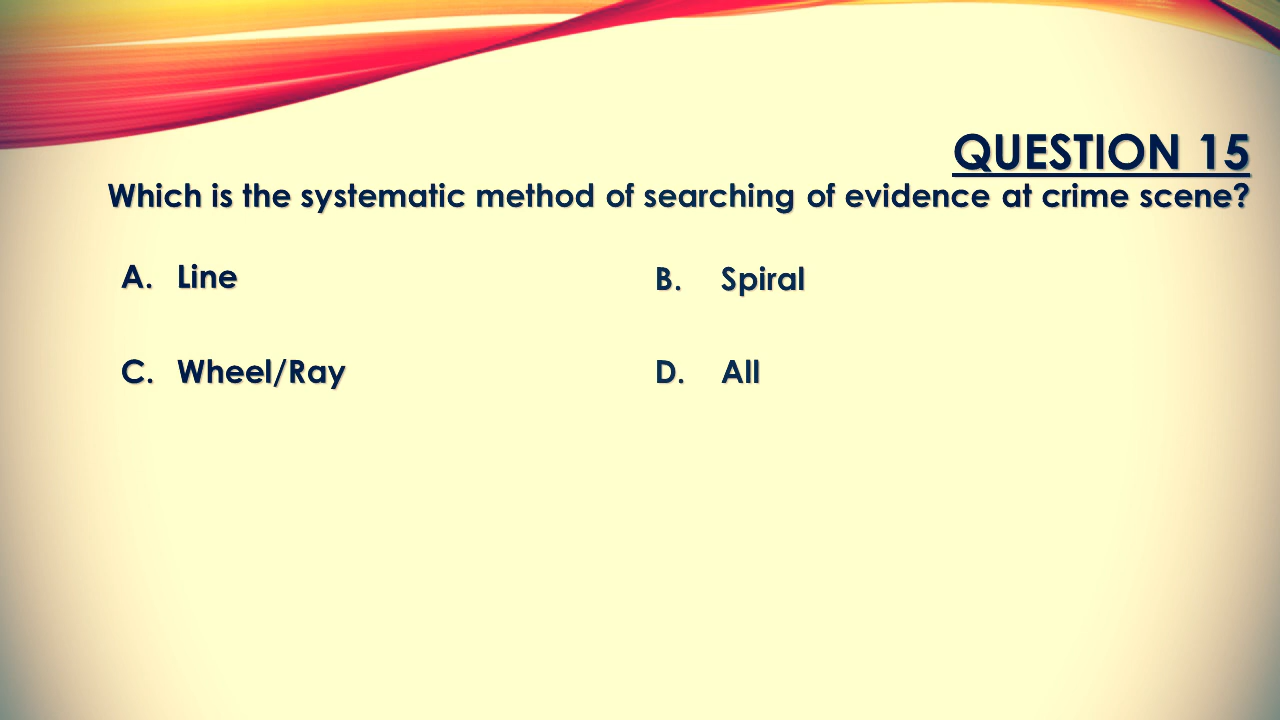 QUESTION 15
Which is the systematic method of searching of evidence at crime scene?
A. Line
B. Spiral
C. Wheel/Ray
D. All